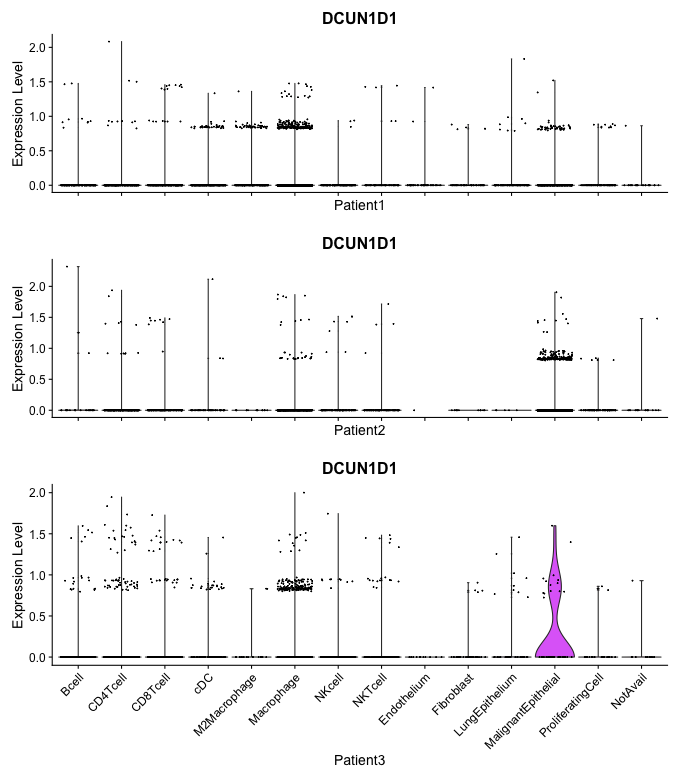 DCUN1D1
Expression Level
2.0
1.5
1.0
0.5
0.0
Patient1
DCUN1D1
Expression Level
2.0
1.5
1.0
0.5
0.0
Patient2
DCUN1D1
Expression Level
2.0
1.5
1.0
0.5
0.0
Bcell
CD4Tcell
CD8Tcell
cDC
M2Macrophage
Macrophage
NKcell
NKTcell
Endothelium
Fibroblast
LungEpithelium
MalignantEpithelial
ProliferatingCell
NotAvail
Patient3